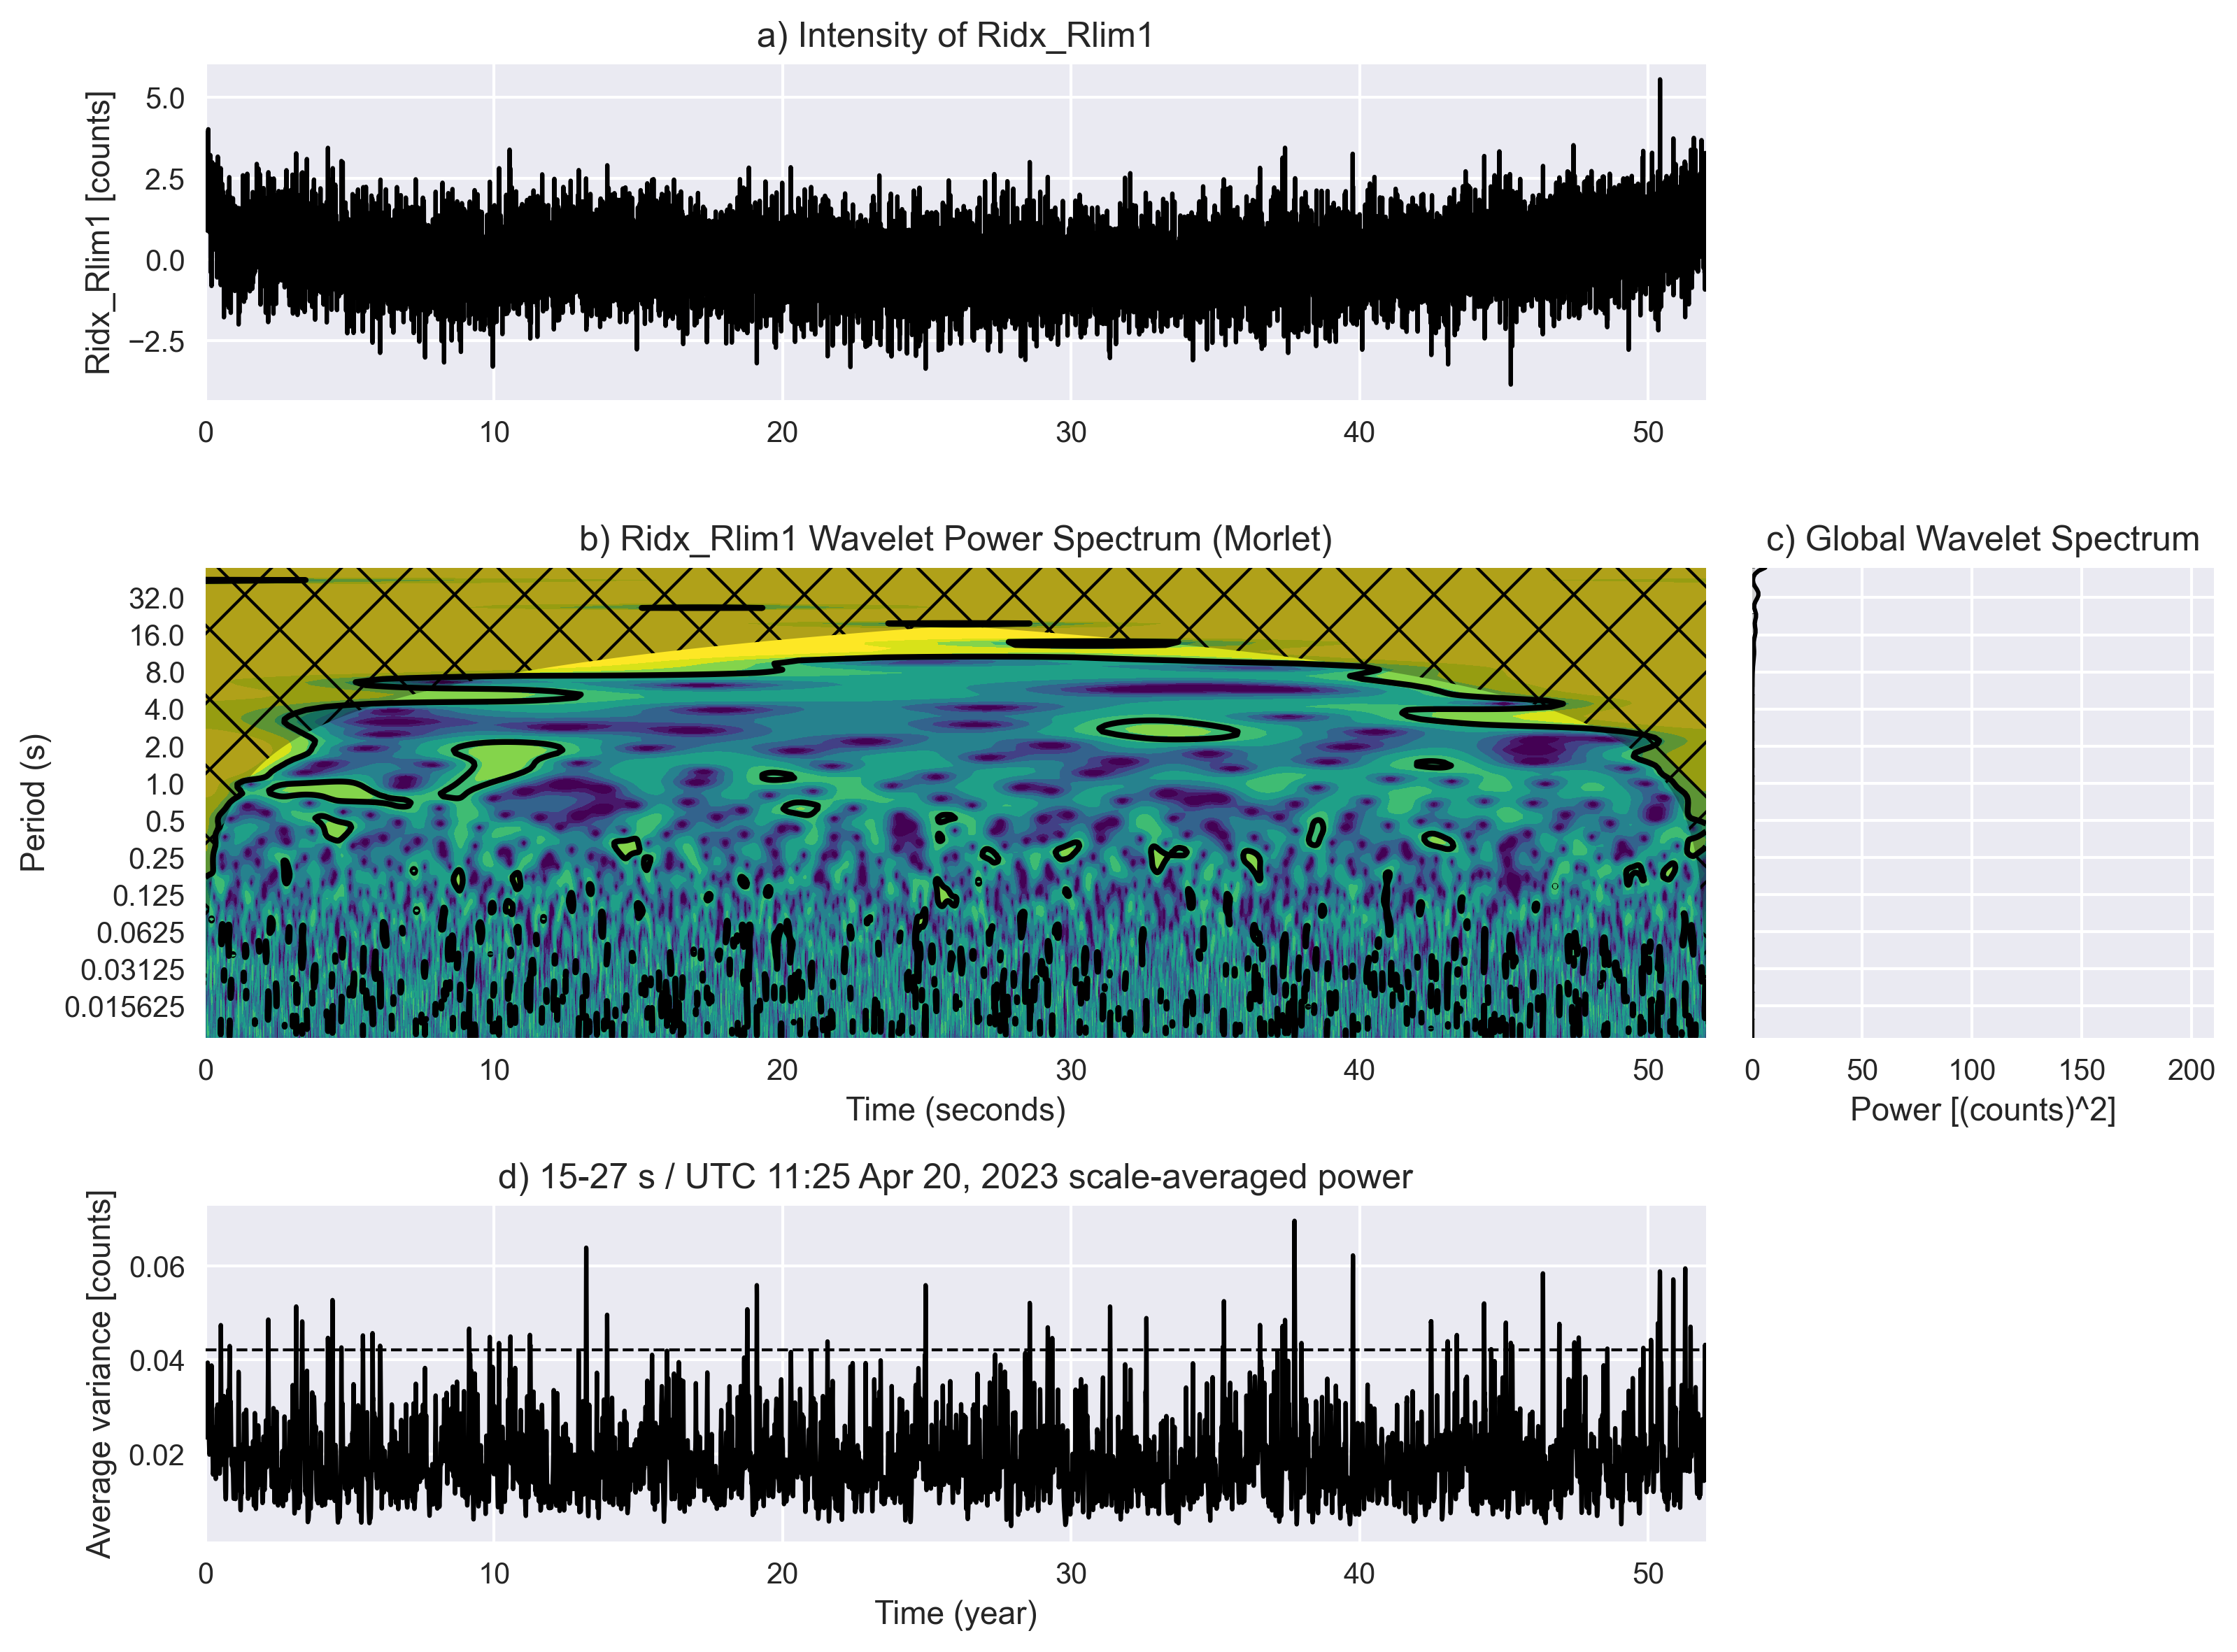 a) Intensity of Ridx_Rlim1
Ridx_Rlim1 [counts]
5.0
2.5
0.0
−2.5
0 10 20 30 40 50
b) Ridx_Rlim1 Wavelet Power Spectrum (Morlet)
Period (s)
32.0
16.0
8.0
4.0
2.0
1.0
0.5
0.25
0.125
0.0625
0.03125
0.015625
0 10 20 30 40 50
Time (seconds)
c) Global Wavelet Spectrum
0 50 100 150 200
Power [(counts)^2]
d) 15-27 s / UTC 11:25 Apr 20, 2023 scale-averaged power
Average variance [counts]
0.06
0.04
0.02
0 10 20 30 40 50
Time (year)